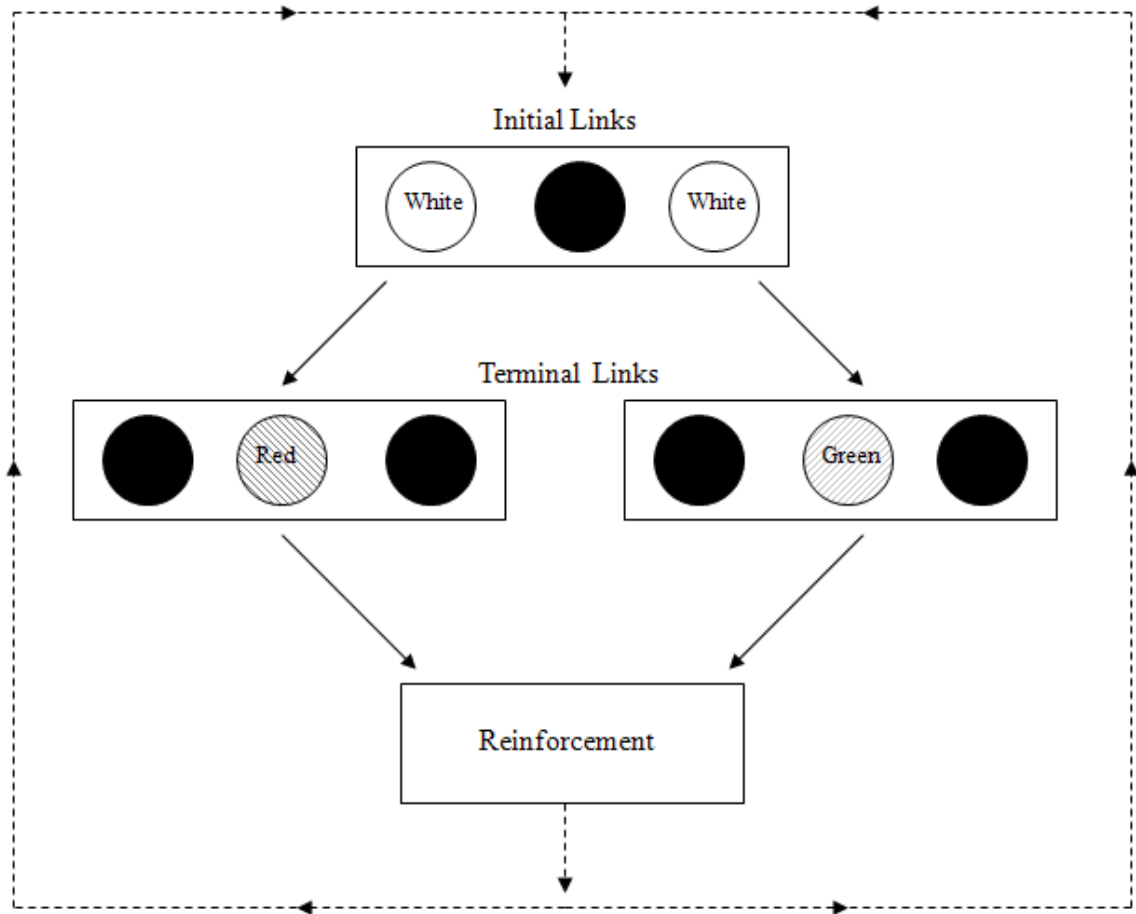 Initial Links
White
White
Terminal Links
Red
Green
Reinforcement